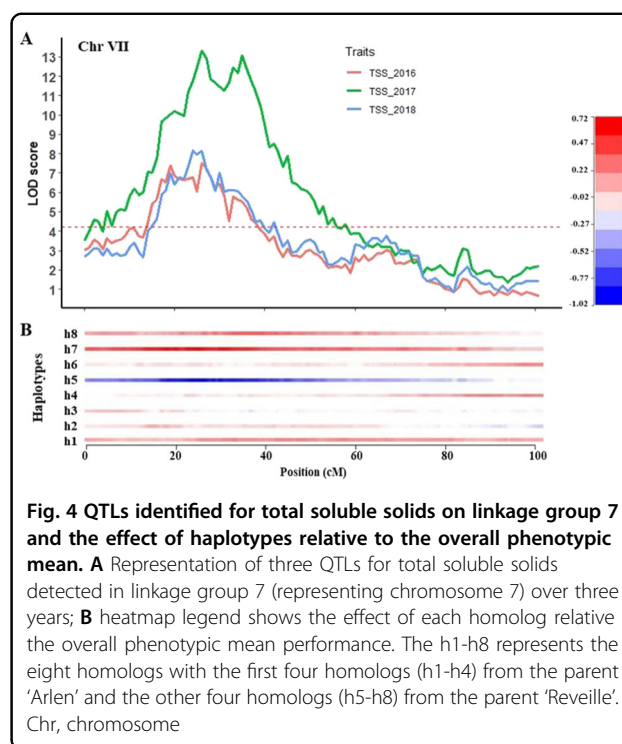 A
Chr VII
Traits
TSS_2016
TSS_2017
TSS_2018
LOD score
13
12
11
10
9
8
7
6
5
4
3
2
1
0.72
0.47
0.22
-0.02
-0.27
-0.52
-0.77
-1.02
B
Haplotypes
h8
h7
h6
h5
h4
h3
h2
h1
0 20 40 60 80 100
Position (cM)
Fig. 4 QTLs identified for total soluble solids on linkage group 7
and the effect of haplotypes relative to the overall phenotypic
mean. A Representation of three QTLs for total soluble solids
detected in linkage group 7 (representing chromosome 7) over three
years; B heatmap legend shows the effect of each homolog relative
the overall phenotypic mean performance. The h1-h8 represents the
eight homologs with the first four homologs (h1-h4) from the parent
‘Arlen’ and the other four homologs (h5-h8) from the parent ‘Reveille’.
Chr, chromosome